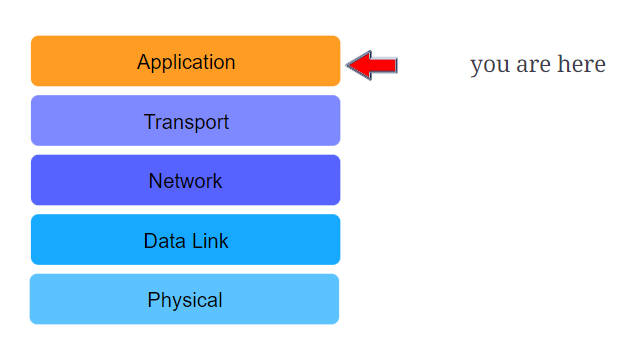 Application
you are here
Transport
Network
Data Link
Physical